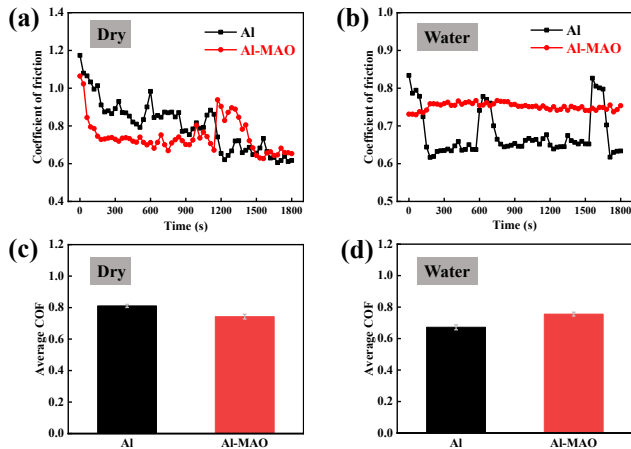 (a)
Dry
Al
Al-MAO
Coefficient of friction
1.4
1.2
1.0
0.8
0.6
0.4
0 300 600 900 1200 1500 1800
Time (s)
(b)
Water
Al
Al-MAO
Coefficient of friction
1.0
0.9
0.8
0.7
0.6
0.5
0 300 600 900 1200 1500 1800
Time (s)
(c)
Dry
Average COF
1.2
1.0
0.8
0.6
0.4
0.2
0.0
Al Al-MAO
(d)
Water
Average COF
1.2
1.0
0.8
0.6
0.4
0.2
0.0
Al Al-MAO